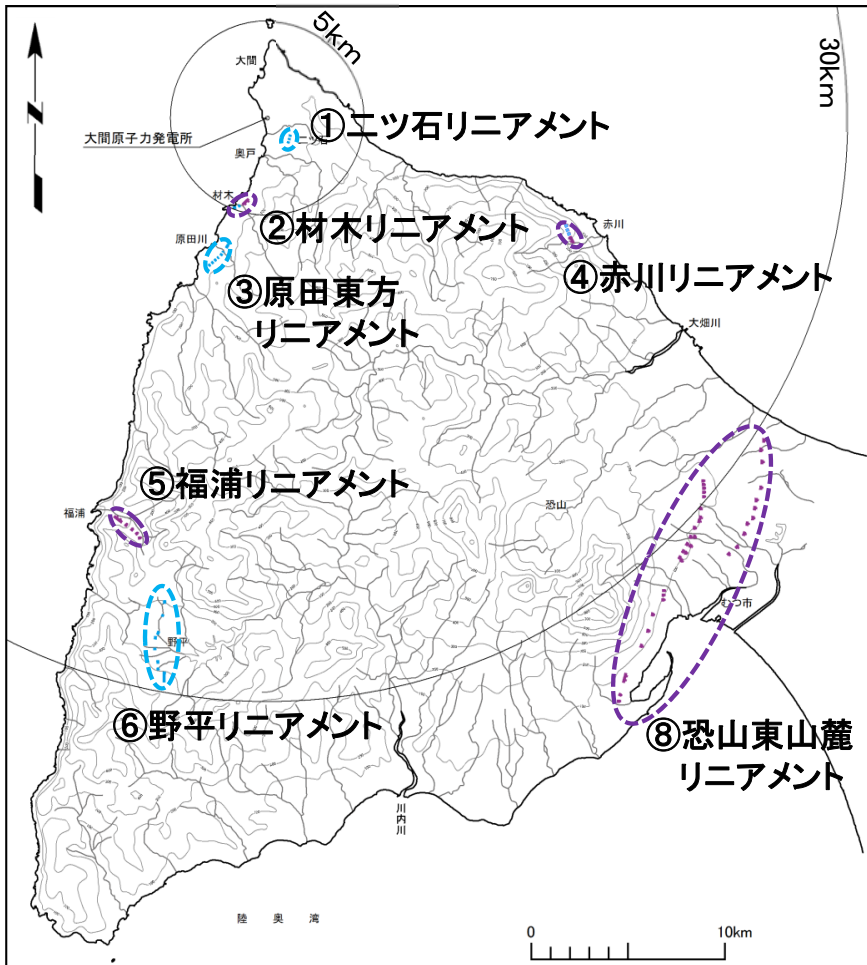 大間
5km
30km
N
大間原子力発電所
①二ツ石リニアメント
二ツ石
奥戸
材木
②材木リニアメント
赤川
原田川
④赤川リニアメント
③原田東方
リニアメント
大畑川
⑤福浦リニアメント
福浦
恐山
むつ市
野平
⑥野平リニアメント
⑧恐山東山麓
リニアメント
川内川
陸奥湾
0
10km